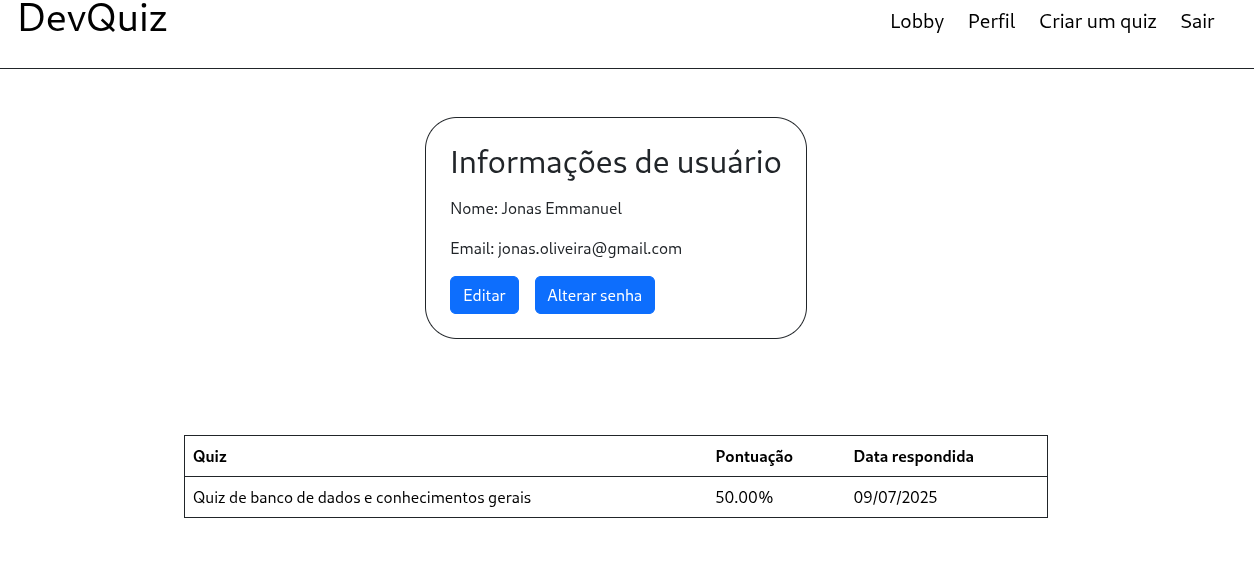 DevQuiz Lobby Perfil Criar um quiz Sair
Informações de usuário
Nome: Jonas Emmanuel
Email: jonas.oliveira@gmail.com
Editar Alterar senha
Quiz Pontuação Data respondida
Quiz de banco de dados e conhecimentos gerais 50.00% 09/07/2025